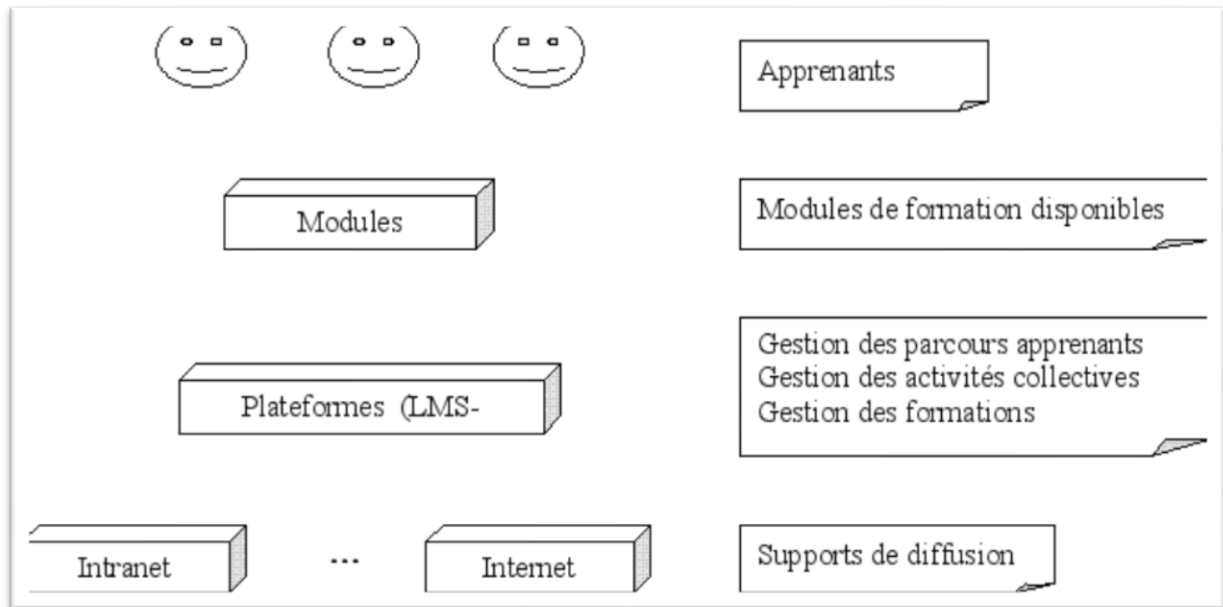 Apprenants
Modules
Modules de formation disponibles
Plateformes (LMS-
Gestion des parcours apprenants
Gestion des activités collectives
Gestion des formations
Intranet
...
Internet
Supports de diffusion